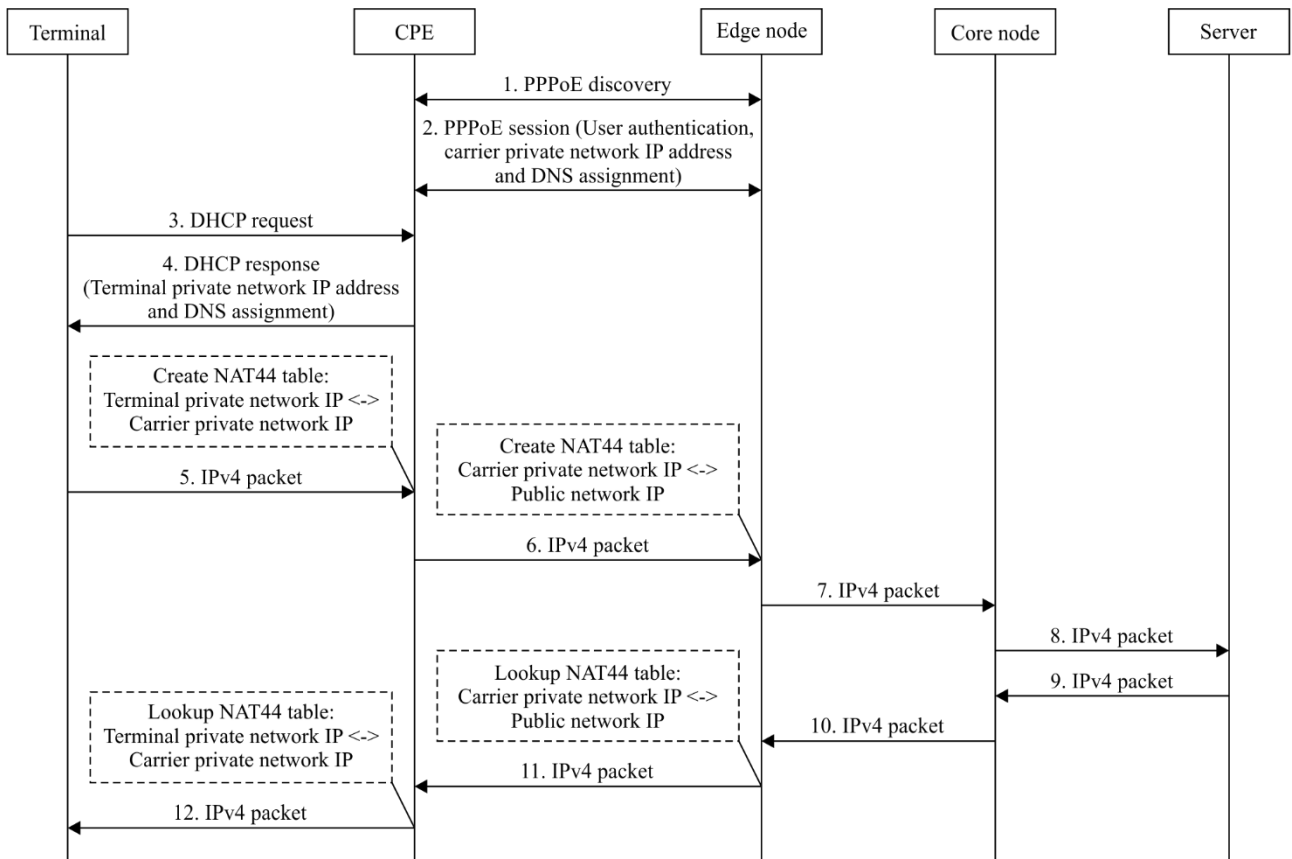 Terminal
CPE
Edge node
Core node
Server
1. PPPoE discovery
2. PPPoE session (User authentication,
carrier private network IP address
and DNS assignment)
3. DHCP request
4. DHCP response
(Terminal private network IP address
and DNS assignment)
Create NAT44 table:
Terminal private network IP <->
Carrier private network IP
5. IPv4 packet
Create NAT44 table:
Carrier private network IP <->
Public network IP
6. IPv4 packet
7. IPv4 packet
8. IPv4 packet
9. IPv4 packet
10. IPv4 packet
Lookup NAT44 table:
Carrier private network IP <->
Public network IP
11. IPv4 packet
Lookup NAT44 table:
Terminal private network IP <->
Carrier private network IP
12. IPv4 packet